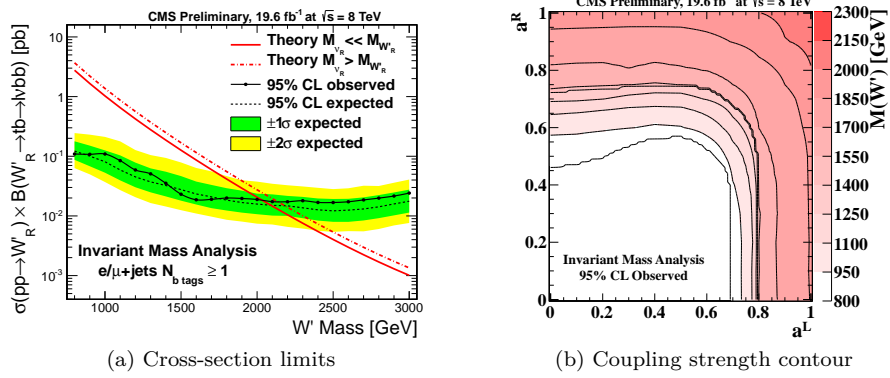 CMS Preliminary, 19.6 fb⁻¹ at √s = 8 TeV
σ(pp→W'_R) × B(W'_R→tb→lνbb) [pb]
10
1
10⁻¹
10⁻²
10⁻³
Theory M_ν_R << M_W'_R
Theory M_ν_R > M_W'_R
95% CL observed
95% CL expected
±1σ expected
±2σ expected
Invariant Mass Analysis
e/μ+jets N_b tags ≥ 1
1000 1500 2000 2500 3000
W' Mass [GeV]
(a) Cross-section limits
CMS Preliminary, 19.6 fb⁻¹ at √s = 8 TeV
a^R
1
0.8
0.6
0.4
0.2
0
Invariant Mass Analysis
95% CL Observed
0 0.2 0.4 0.6 0.8 1
a^L
2300
2000
1900
1800
1700
1550
1450
1290
1110
950
800
M(W') [GeV]
(b) Coupling strength contour